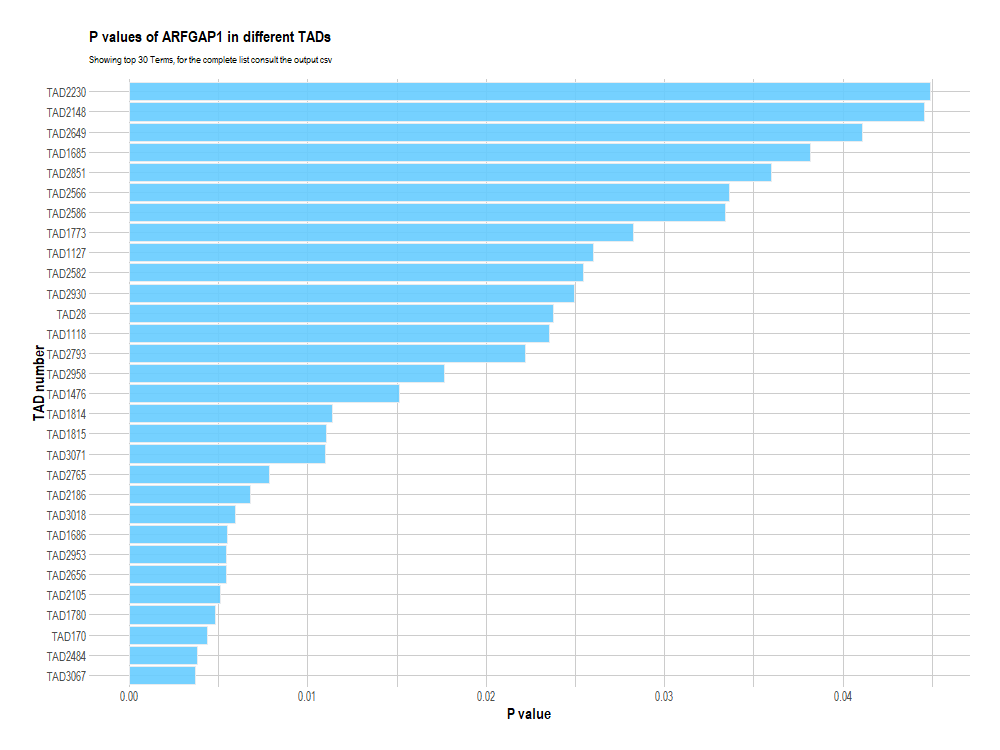 P values of ARFGAP1 in different TADs
Showing top 30 Terms, for the complete list consult the output csv
TAD2230
TAD2148
TAD2649
TAD1685
TAD2851
TAD2566
TAD2586
TAD1773
TAD1127
TAD2582
TAD2930
TAD28
TAD1118
TAD2793
TAD2958
TAD1476
TAD1814
TAD1815
TAD3071
TAD2765
TAD2186
TAD3018
TAD1686
TAD2953
TAD2656
TAD2105
TAD1780
TAD170
TAD2484
TAD3067
TAD number
0.00 0.01 0.02 0.03 0.04
P value